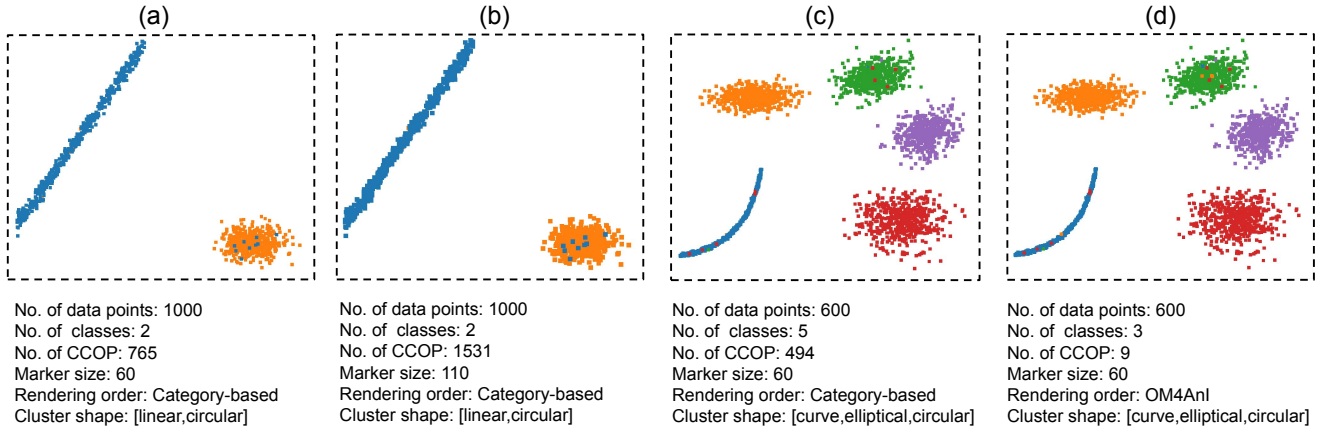 (a)
No. of data points: 1000
No. of  classes: 2
No. of CCOP: 765
Marker size: 60
Rendering order: Category-based
Cluster shape: [linear,circular]
(b)
No. of data points: 1000
No. of  classes: 2
No. of CCOP: 1531
Marker size: 110
Rendering order: Category-based
Cluster shape: [linear,circular]
(c)
No. of data points: 600
No. of  classes: 5
No. of CCOP: 494
Marker size: 60
Rendering order: Category-based
Cluster shape: [curve,elliptical,circular]
(d)
No. of data points: 600
No. of  classes: 3
No. of CCOP: 9
Marker size: 60
Rendering order: OM4AnI
Cluster shape: [curve,elliptical,circular]